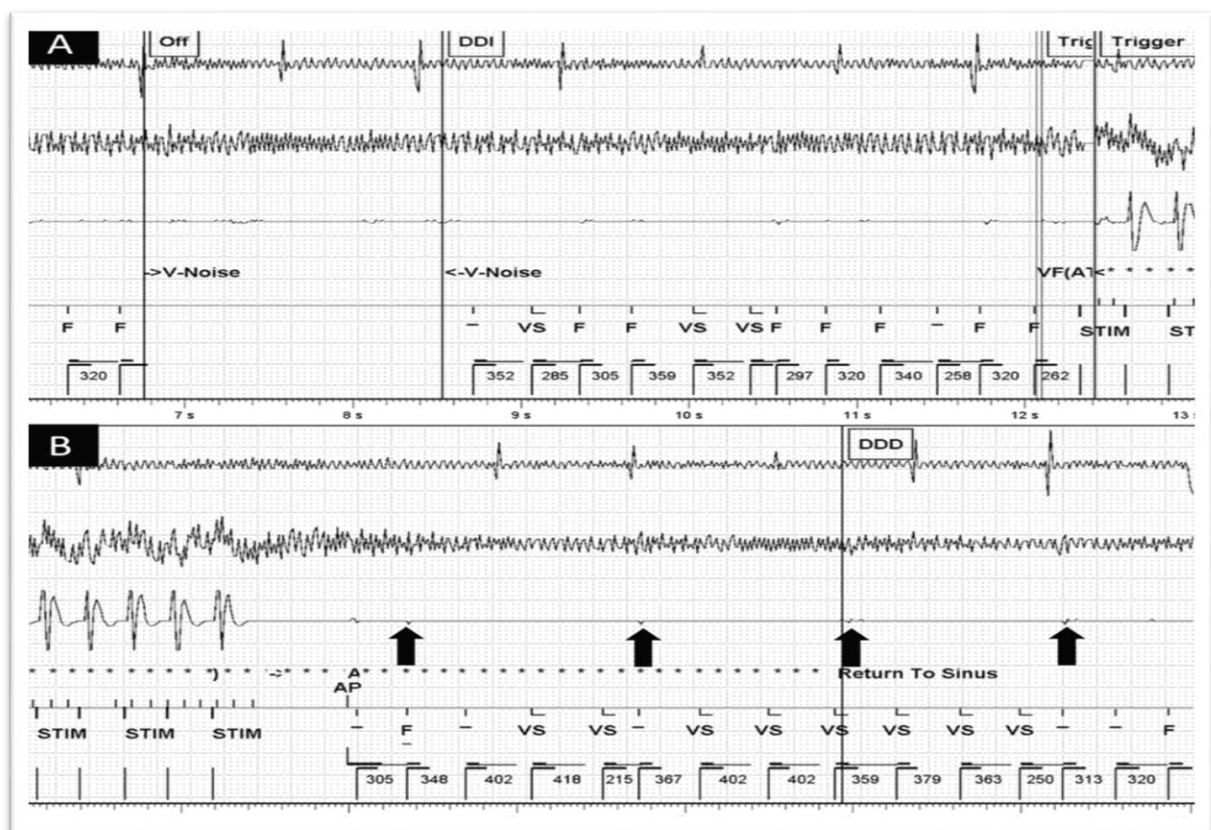 A
Off
DDI
Trig
Trigger
->V-Noise
<-V-Noise
VF(AT<* * * * *
F F - VS F F VS VS F F F - F F STIM ST
320 352 285 305 359 352 297 320 340 258 320 262
7 s 8 s 9 s 10 s 11 s 12 s 13
B
DDD
A
Return To Sinus
AP
STIM STIM STIM - F - VS VS - VS VS VS VS VS VS - - F
-
305 348 402 418 215 367 402 402 359 379 363 250 313 320